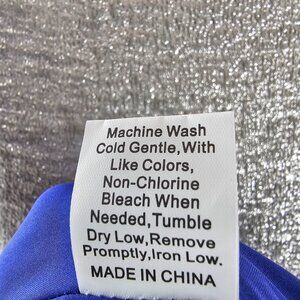 Machine Wash
Cold Gentle,With
Like Colors,
Non-Chlorine
Bleach When
Needed,Tumble
Dry Low,Remove
Promptly,Iron Low.
MADE IN CHINA